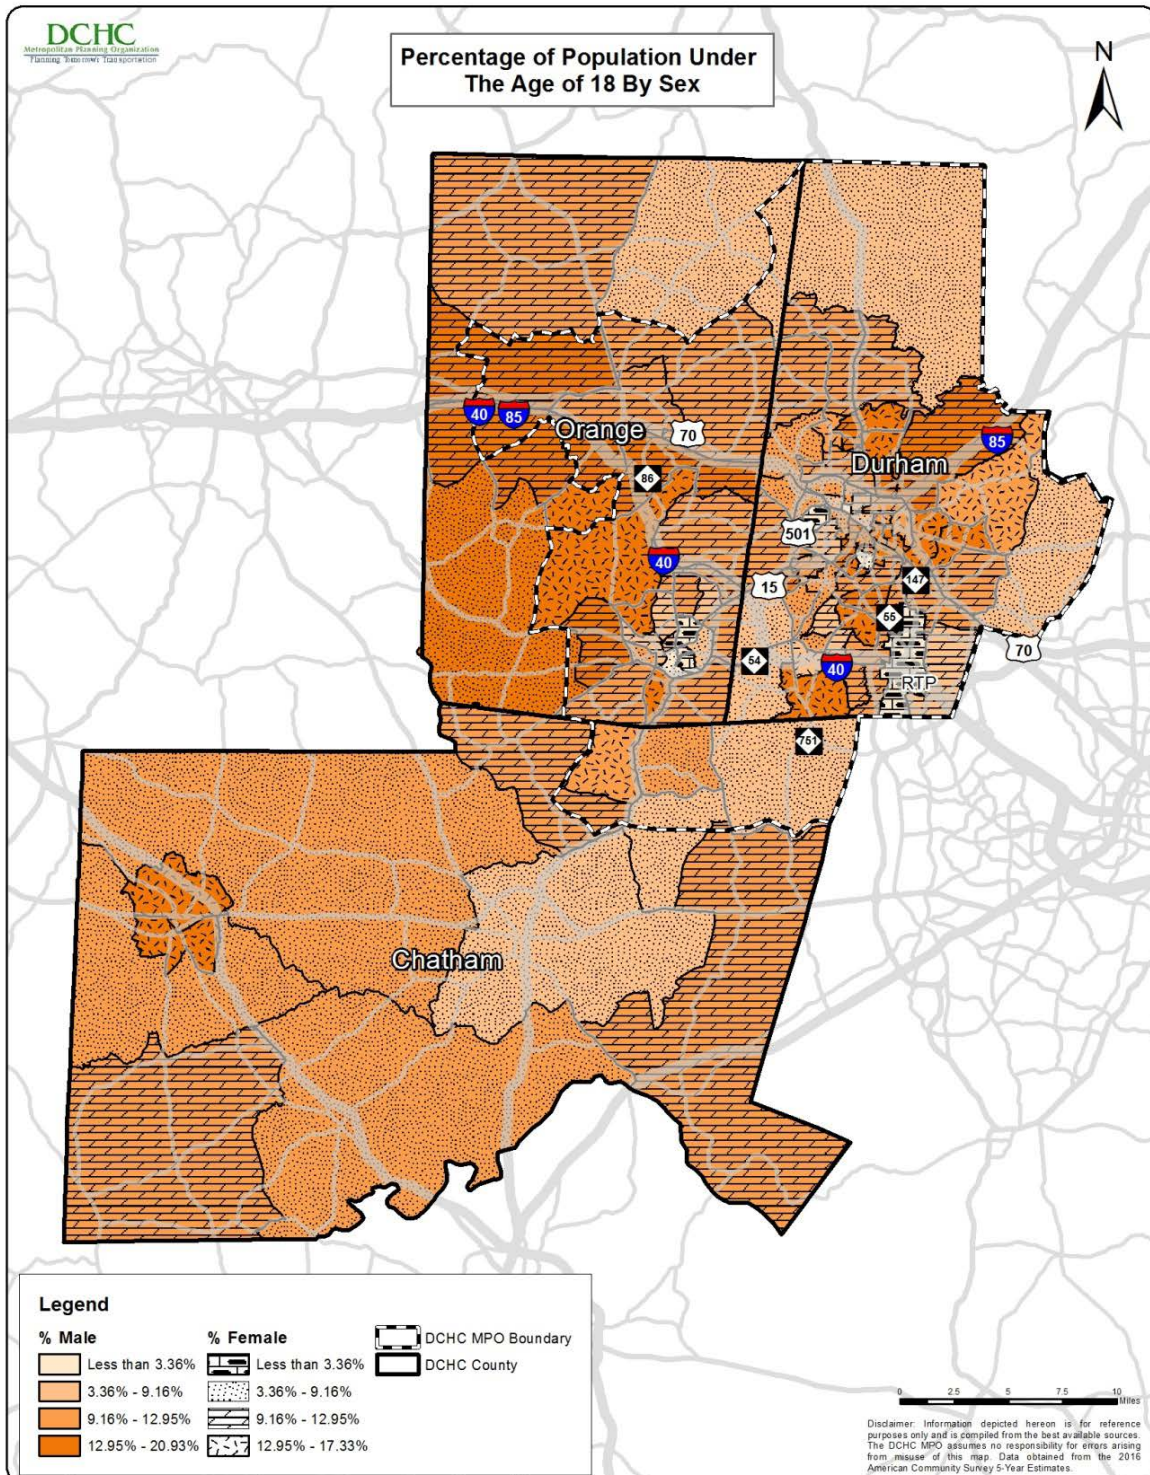 DCHC
Metropolitan Planning Organization
Planning Tomorrow's Transportation
Percentage of Population Under
The Age of 18 By Sex
N
40
85
Orange
70
86
Durham
85
501
40
15
147
55
54
40
RTP
70
751
Chatham
Legend
% Male
Less than 3.36%
3.36% - 9.16%
9.16% - 12.95%
12.95% - 20.93%
% Female
Less than 3.36%
3.36% - 9.16%
9.16% - 12.95%
12.95% - 17.33%
DCHC MPO Boundary
DCHC County
0 2.5 5 7.5 10
Miles
Disclaimer: Information depicted hereon is for reference
purposes only and is compiled from the best available sources.
The DCHC MPO assumes no responsibility for errors arising
from misuse of this map. Data obtained from the 2016
American Community Survey 5-Year Estimates.